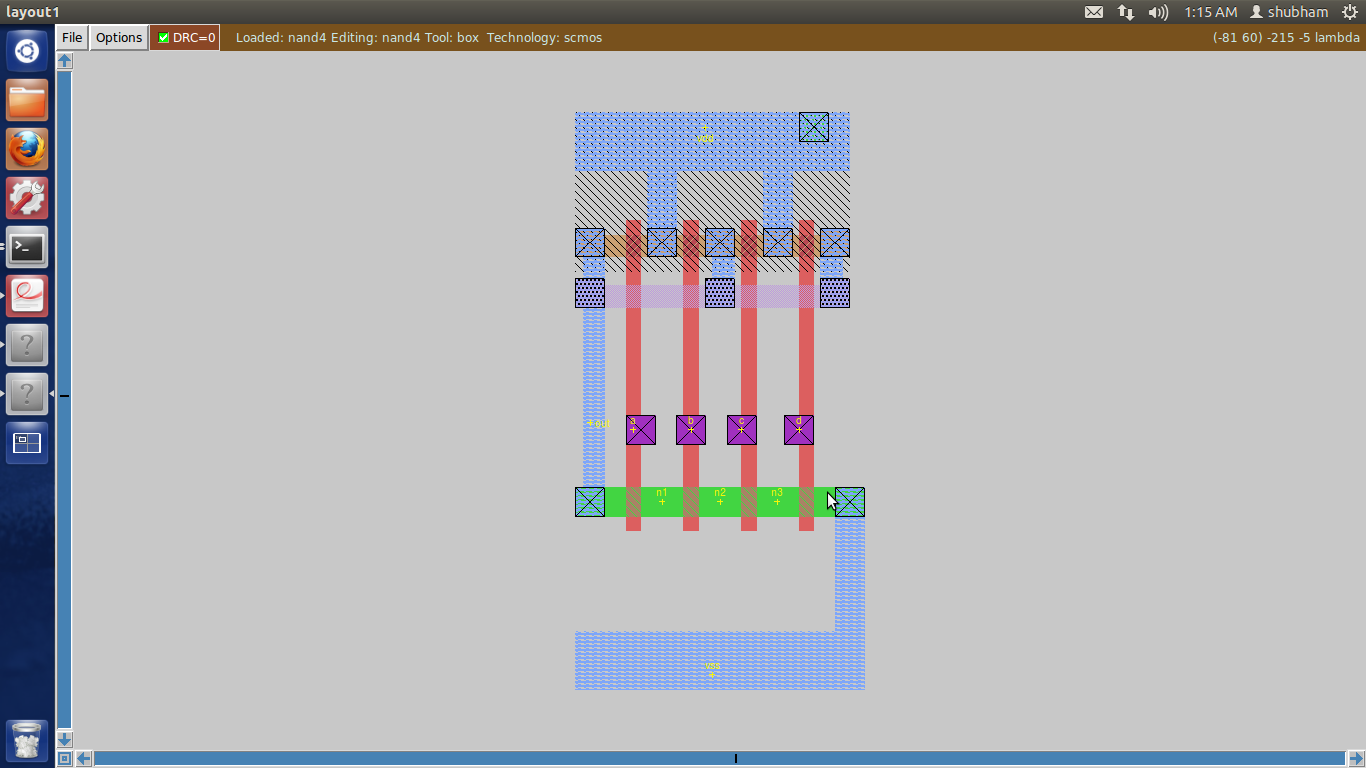 layout1
1:15 AM
shubham
File
Options
DRC=0
Loaded: nand4 Editing: nand4 Tool: box Technology: scmos
(-81 60) -215 -5 lambda
vdd
a
b
c
d
out
n1
n2
n3
vss